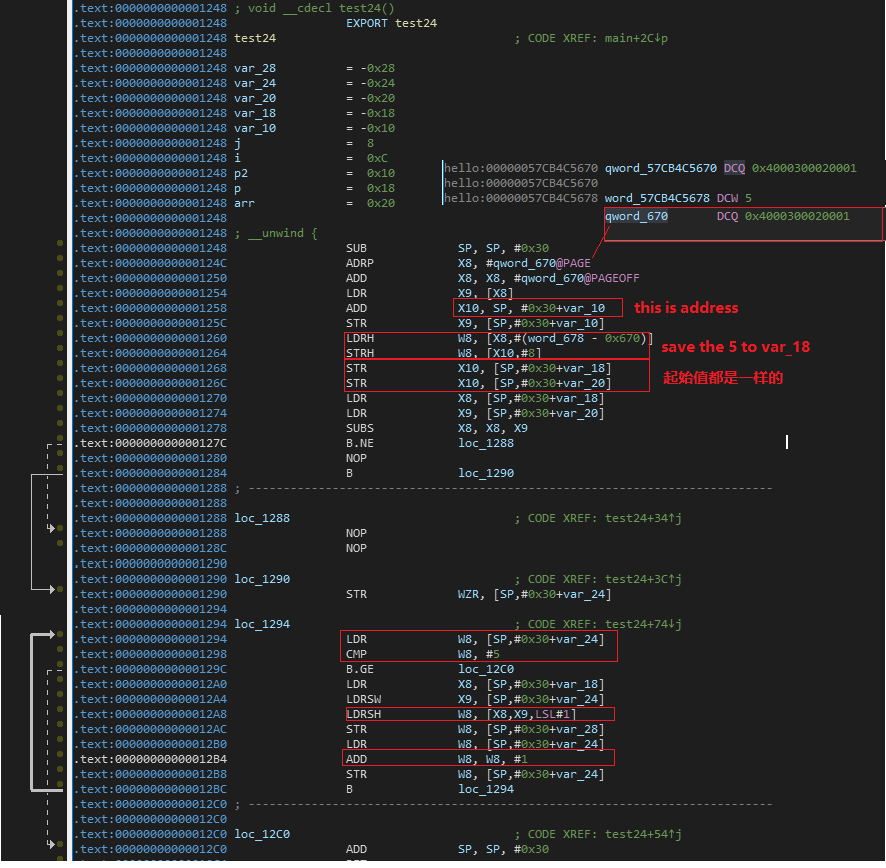 .text:0000000000001248 ; void __cdecl test24()
.text:0000000000001248 EXPORT test24
.text:0000000000001248 test24 ; CODE XREF: main+2C↓p
.text:0000000000001248
.text:0000000000001248 var_28 = -0x28
.text:0000000000001248 var_24 = -0x24
.text:0000000000001248 var_20 = -0x20
.text:0000000000001248 var_18 = -0x18
.text:0000000000001248 var_10 = -0x10
.text:0000000000001248 j = 8
.text:0000000000001248 i = 0xC
hello:00000057CB4C5670 qword_57CB4C5670 DCQ 0x4000300020001
.text:0000000000001248 p2 = 0x10
hello:00000057CB4C5670
.text:0000000000001248 p = 0x18
hello:00000057CB4C5678 word_57CB4C5678 DCW 5
.text:0000000000001248 arr = 0x20
qword_670 DCQ 0x4000300020001
.text:0000000000001248
.text:0000000000001248 ; __unwind {
.text:0000000000001248 SUB SP, SP, #0x30
.text:000000000000124C ADRP X8, #qword_670@PAGE
.text:0000000000001250 ADD X8, X8, #qword_670@PAGEOFF
.text:0000000000001254 LDR X9, [X8]
.text:0000000000001258 ADD X10, SP, #0x30+var_10 this is address
.text:000000000000125C STR X9, [SP,#0x30+var_10]
.text:0000000000001260 LDRH W8, [X8,#(word_678 - 0x670)]
save the 5 to var_18
.text:0000000000001264 STRH W8, [X10,#8]
.text:0000000000001268 STR X10, [SP,#0x30+var_18]
起始值都是一样的
.text:000000000000126C STR X10, [SP,#0x30+var_20]
.text:0000000000001270 LDR X8, [SP,#0x30+var_18]
.text:0000000000001274 LDR X9, [SP,#0x30+var_20]
.text:0000000000001278 SUBS X8, X8, X9
.text:000000000000127C B.NE loc_1288
.text:0000000000001280 NOP
.text:0000000000001284 B loc_1290
.text:0000000000001288 ; ---------------------------------------------------------------------------
.text:0000000000001288
.text:0000000000001288 loc_1288 ; CODE XREF: test24+34↑j
.text:0000000000001288 NOP
.text:000000000000128C NOP
.text:0000000000001290
.text:0000000000001290 loc_1290 ; CODE XREF: test24+3C↑j
.text:0000000000001290 STR WZR, [SP,#0x30+var_24]
.text:0000000000001294
.text:0000000000001294 loc_1294 ; CODE XREF: test24+74↓j
.text:0000000000001294 LDR W8, [SP,#0x30+var_24]
.text:0000000000001298 CMP W8, #5
.text:000000000000129C B.GE loc_12C0
.text:00000000000012A0 LDR X8, [SP,#0x30+var_18]
.text:00000000000012A4 LDRSW X9, [SP,#0x30+var_24]
.text:00000000000012A8 LDRSH W8, [X8,X9,LSL#1]
.text:00000000000012AC STR W8, [SP,#0x30+var_28]
.text:00000000000012B0 LDR W8, [SP,#0x30+var_24]
.text:00000000000012B4 ADD W8, W8, #1
.text:00000000000012B8 STR W8, [SP,#0x30+var_24]
.text:00000000000012BC B loc_1294
.text:00000000000012C0 ; ---------------------------------------------------------------------------
.text:00000000000012C0
.text:00000000000012C0 loc_12C0 ; CODE XREF: test24+54↑j
.text:00000000000012C0 ADD SP, SP, #0x30